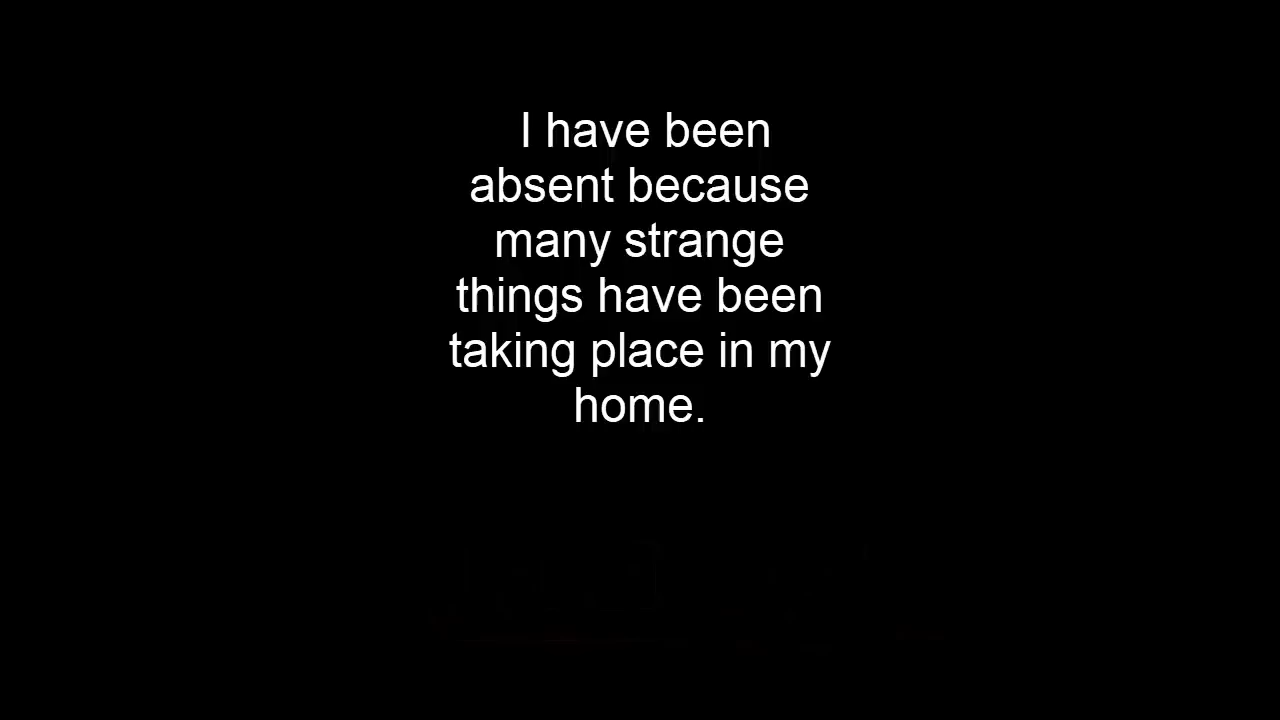 I have been
absent because
many strange
things have been
taking place in my
home.